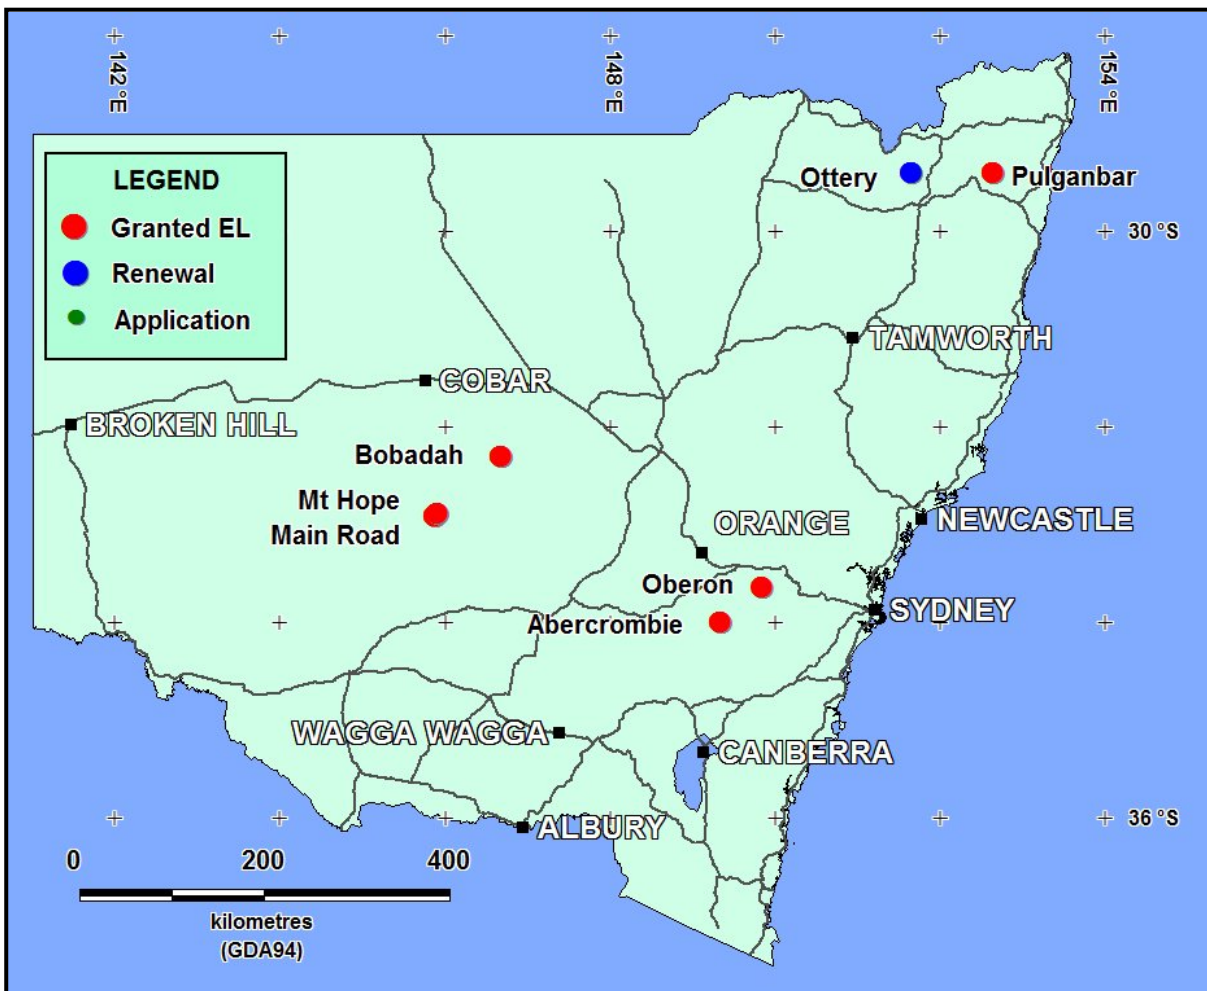 142 °E
148 °E
154 °E
LEGEND
Granted EL
Renewal
Application
Ottery
Pulganbar
30 °S
TAMWORTH
COBAR
BROKEN HILL
Bobadah
Mt Hope
Main Road
ORANGE
NEWCASTLE
Oberon
SYDNEY
Abercrombie
WAGGA WAGGA
CANBERRA
36 °S
ALBURY
0 200 400
kilometres
(GDA94)